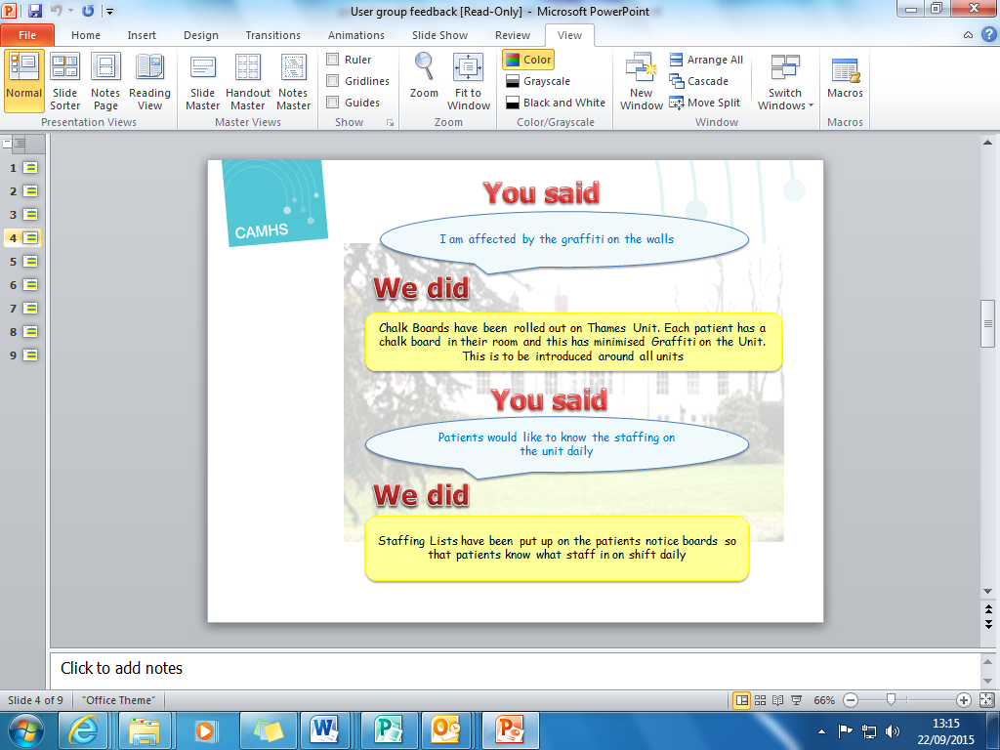 User group feedback [Read-Only] - Microsoft PowerPoint
File Home Insert Design Transitions Animations Slide Show Review View
Normal Slide Sorter Notes Page Reading View
Presentation Views
Slide Master Handout Master Notes Master
Master Views
Ruler
Gridlines
Guides
Show
Zoom Fit to Window
Zoom
Color
Grayscale
Black and White
Color/Grayscale
New Window
Arrange All
Cascade
Move Split
Switch Windows
Window
Macros
Macros
1
2
3
4
5
6
7
8
9
CAMHS
You said
I am affected by the graffiti on the walls
We did
Chalk Boards have been rolled out on Thames Unit. Each patient has a
chalk board in their room and this has minimised Graffiti on the Unit.
This is to be introduced around all units
You said
Patients would like to know the staffing on
the unit daily
We did
Staffing Lists have been put up on the patients notice boards so
that patients know what staff in on shift daily
Click to add notes
Slide 4 of 9 "Office Theme" 66%
13:15
22/09/2015